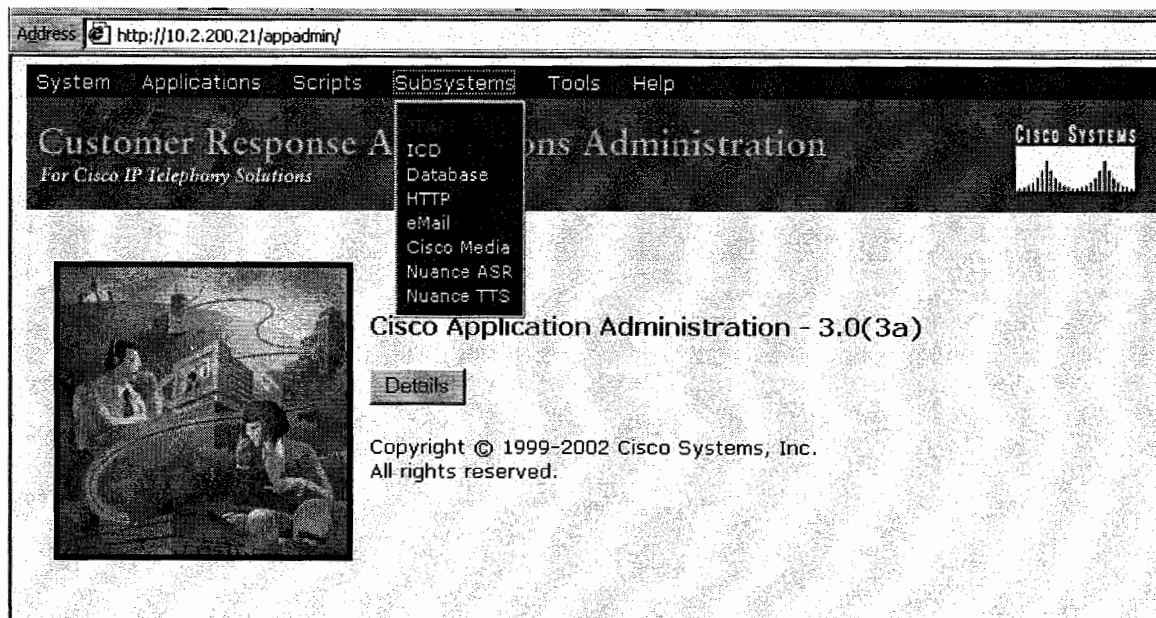 Address http://10.2.200.21/appadmin/
System Applications Scripts Subsystems Tools Help
Customer Response A ons Administration
For Cisco IP Telephony Solutions
CISCO SYSTEMS
ICD
Database
HTTP
eMail
Cisco Media
Nuance ASR
Nuance TTS
Cisco Application Administration - 3.0(3a)
Details
Copyright © 1999-2002 Cisco Systems, Inc.
All rights reserved.